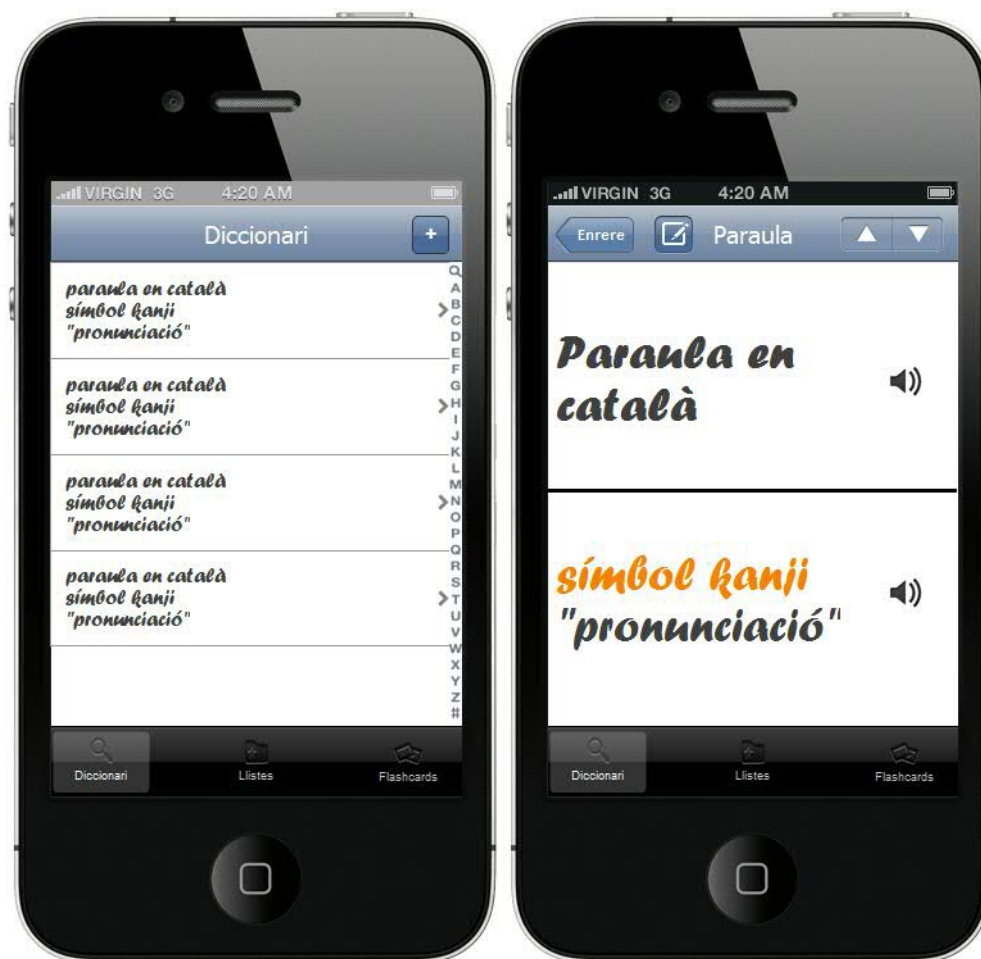 VIRGIN 3G 4:20 AM
Diccionari +
paraula en català
símbol kanji
"pronunciació"
paraula en català
símbol kanji
"pronunciació"
paraula en català
símbol kanji
"pronunciació"
paraula en català
símbol kanji
"pronunciació"
A
B
C
D
E
F
G
H
I
J
K
L
M
N
O
P
Q
R
S
T
U
V
W
X
Y
Z
#
Diccionari Llistes Flashcards
VIRGIN 3G 4:20 AM
Enrere Paraula
Paraula en
català
símbol kanji
"pronunciació"
Diccionari Llistes Flashcards